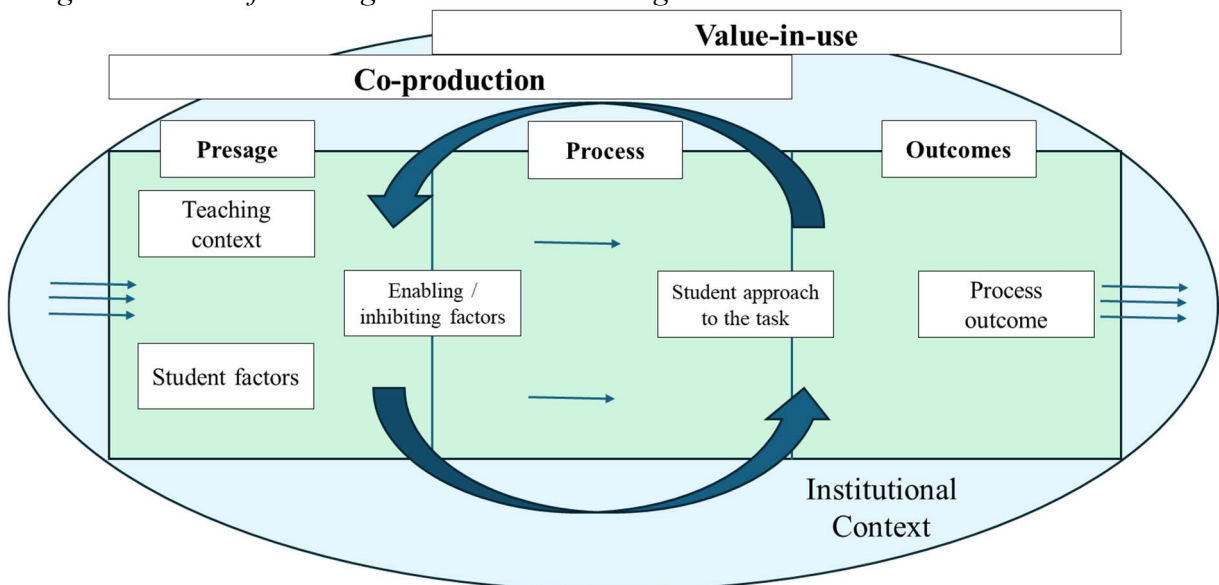 Value-in-use
Co-production
Presage
Process
Outcomes
Teaching
context
Enabling /
inhibiting factors
Student approach
to the task
Process
outcome
Student factors
Institutional
Context